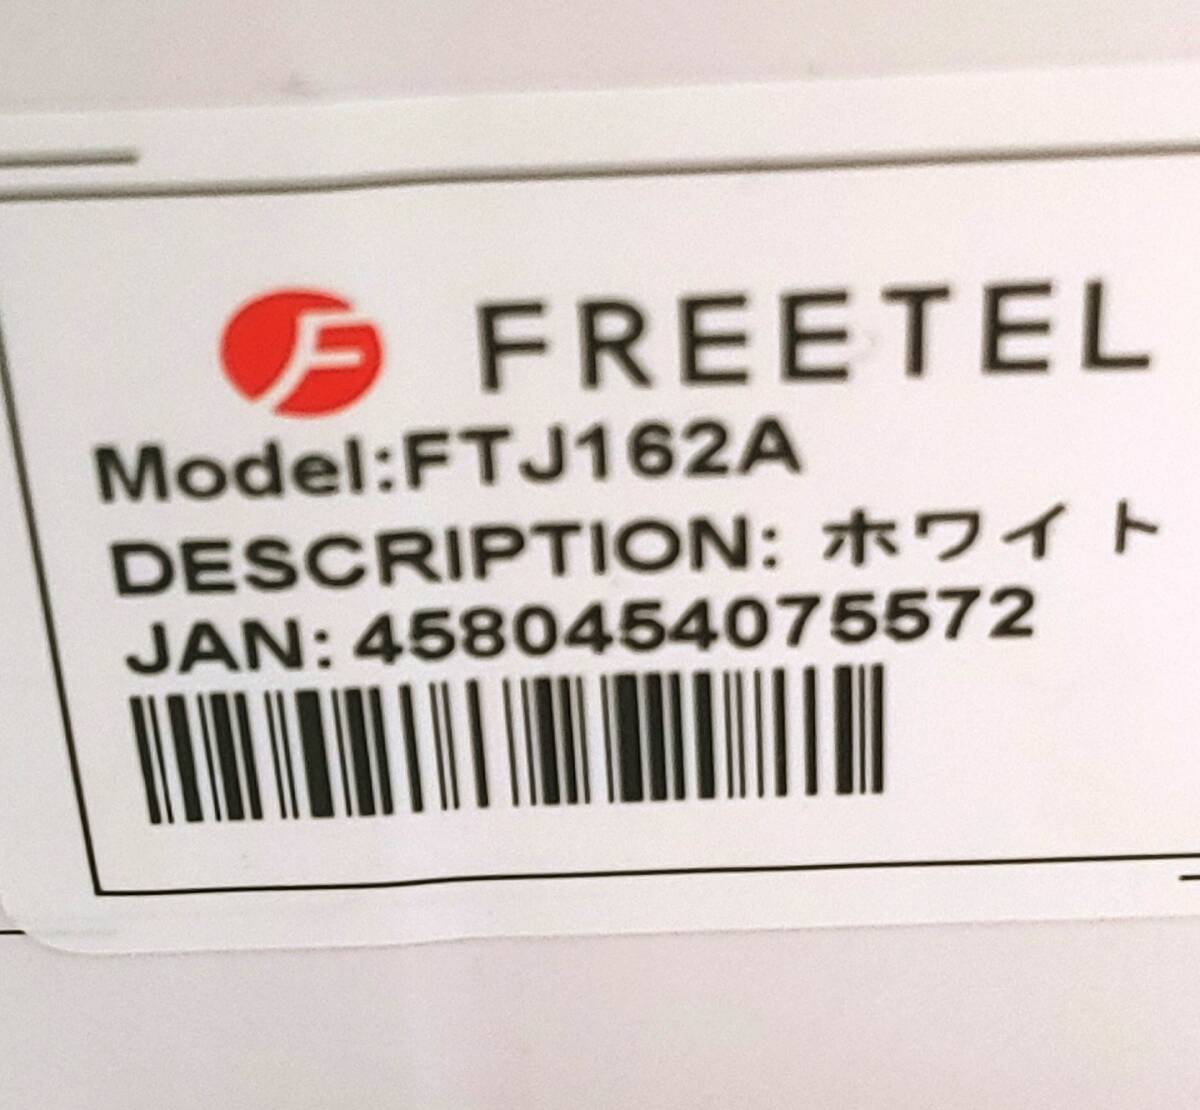 FREETEL
Model:FTJ162A
DESCRIPTION: ホワイト
JAN: 4580454075572